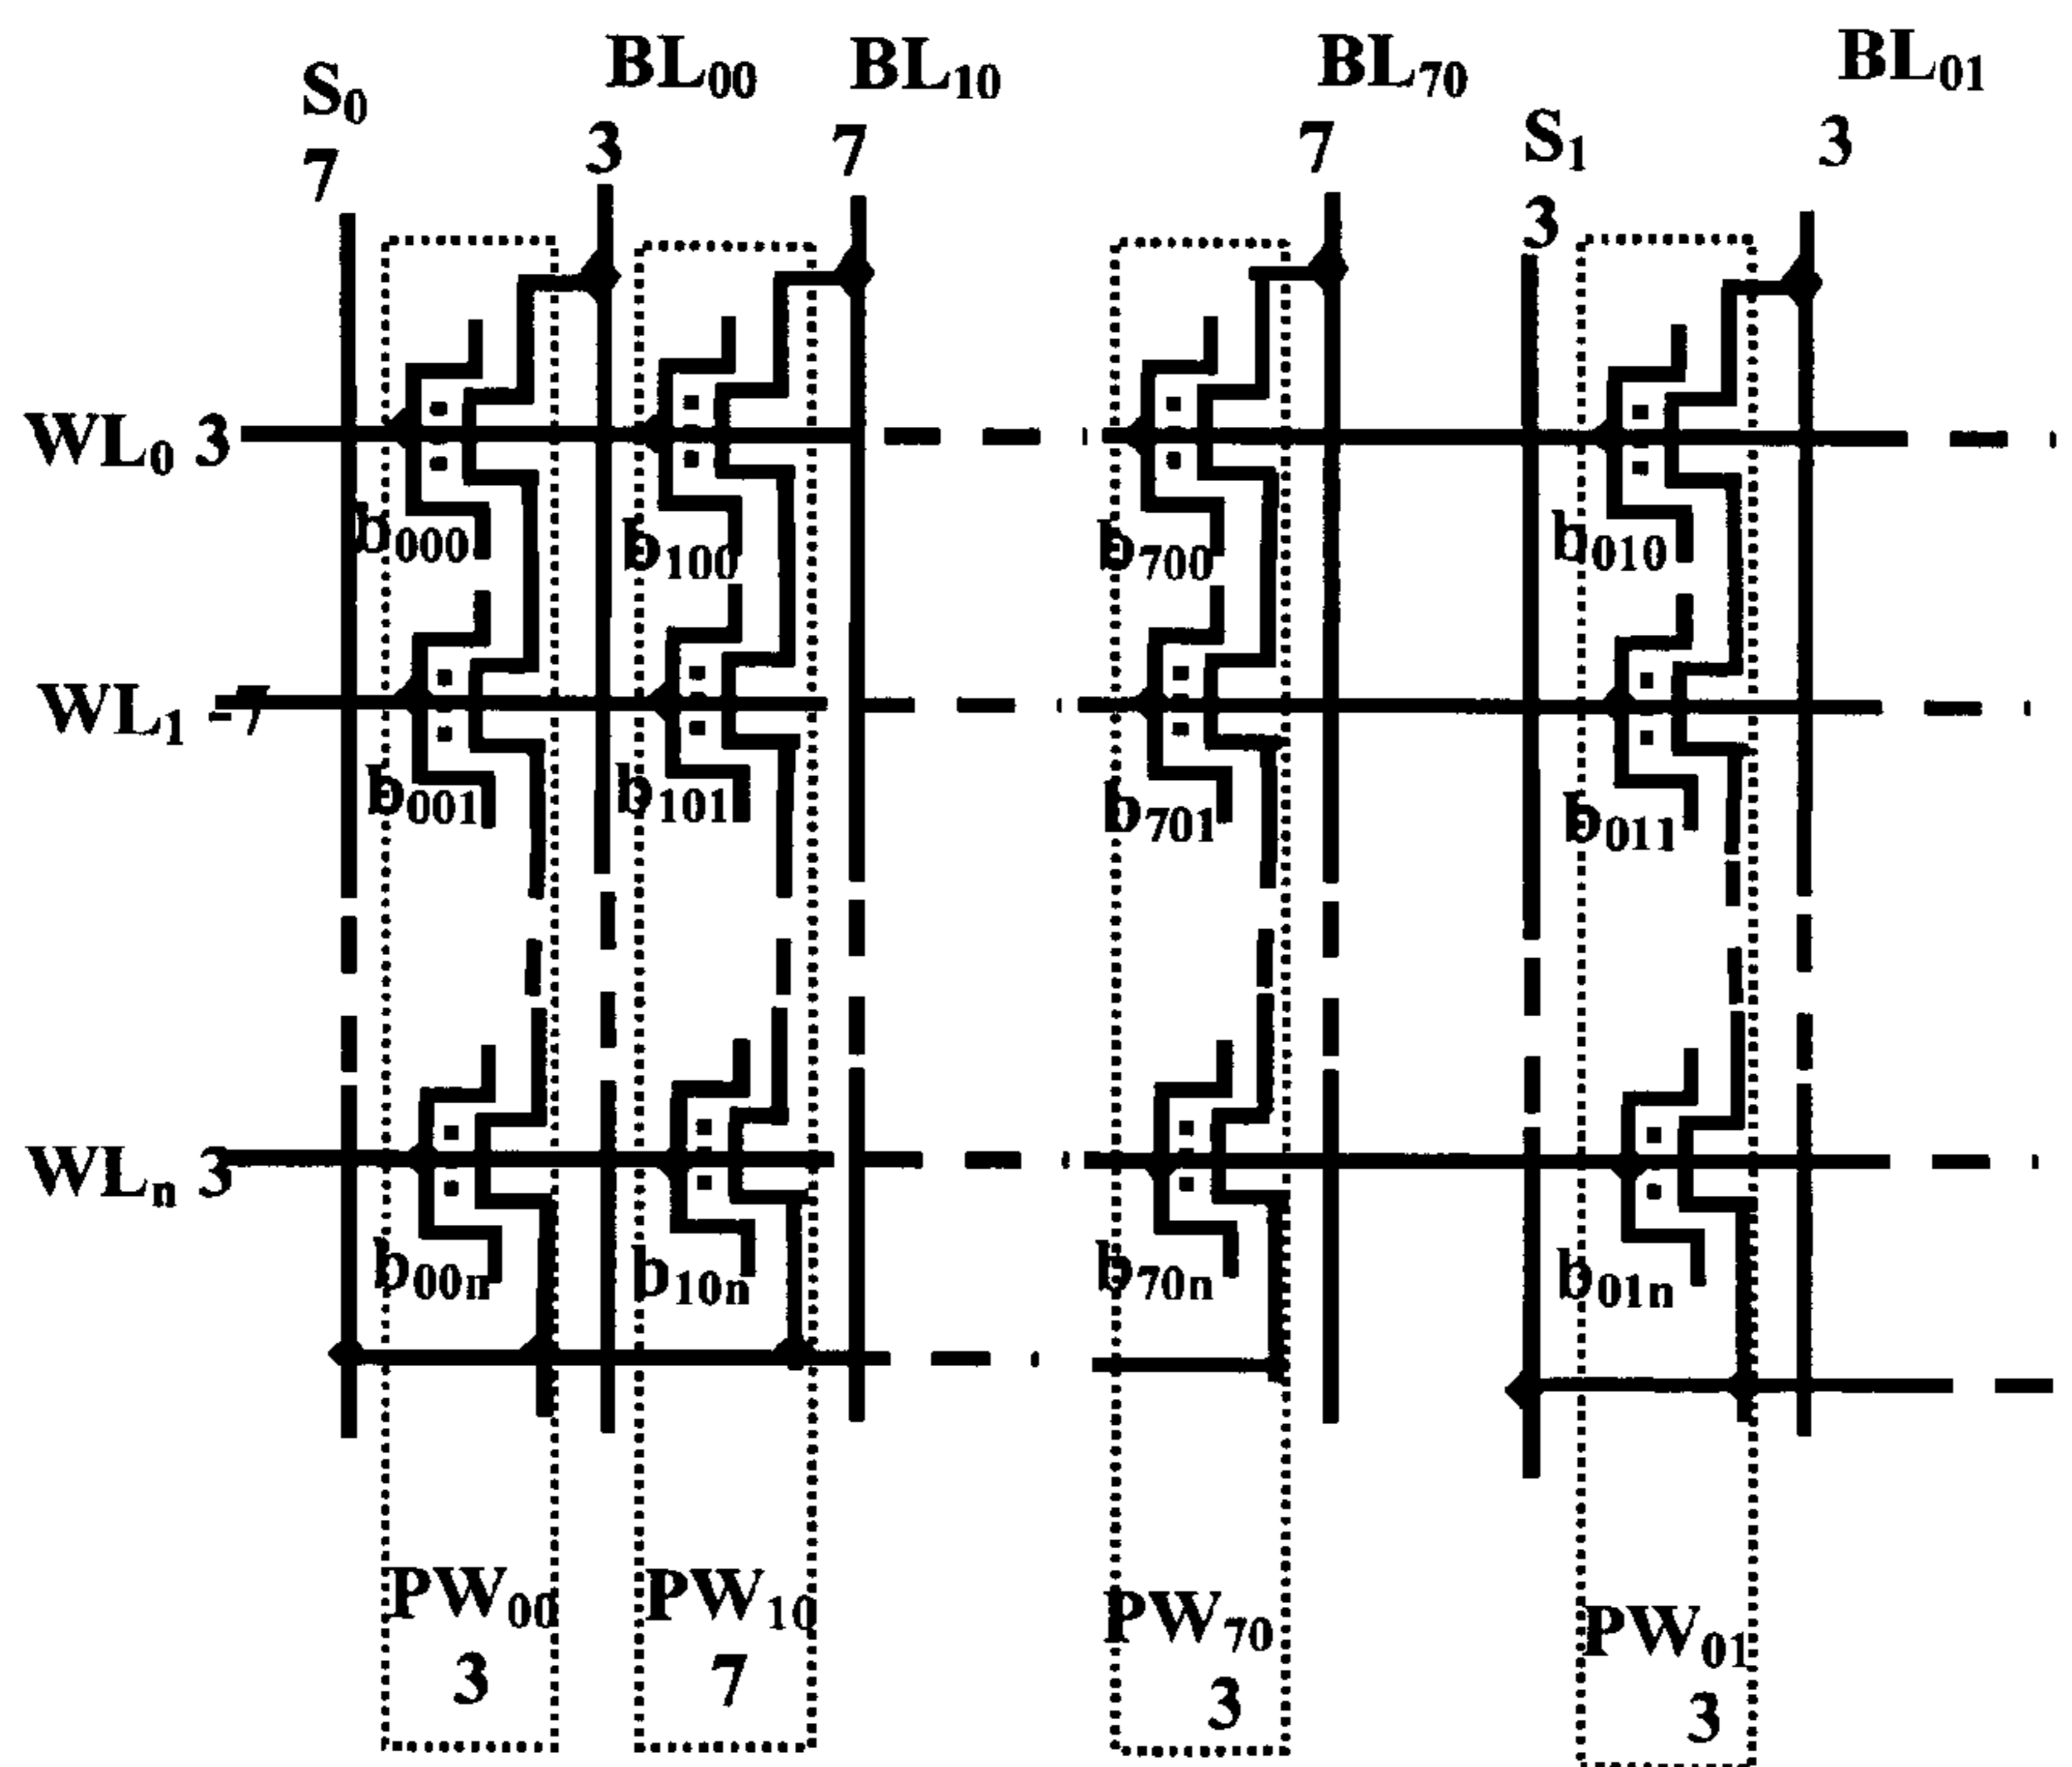 S₀ BL₀₀ BL₁₀ BL₇₀ S₁ BL₀₁
7 3 7 7 3 3
WL₀ 3
b₀₀₀ b₁₀₀ b₇₀₀ b₀₁₀
WL₁ -7
b₀₀₁ b₁₀₁ b₇₀₁ b₀₁₁
WLₙ 3
b₀₀ₙ b₁₀ₙ b₇₀ₙ b₀₁ₙ
PW₀₀ PW₁₀ PW₇₀ PW₀₁
3 7 3 3